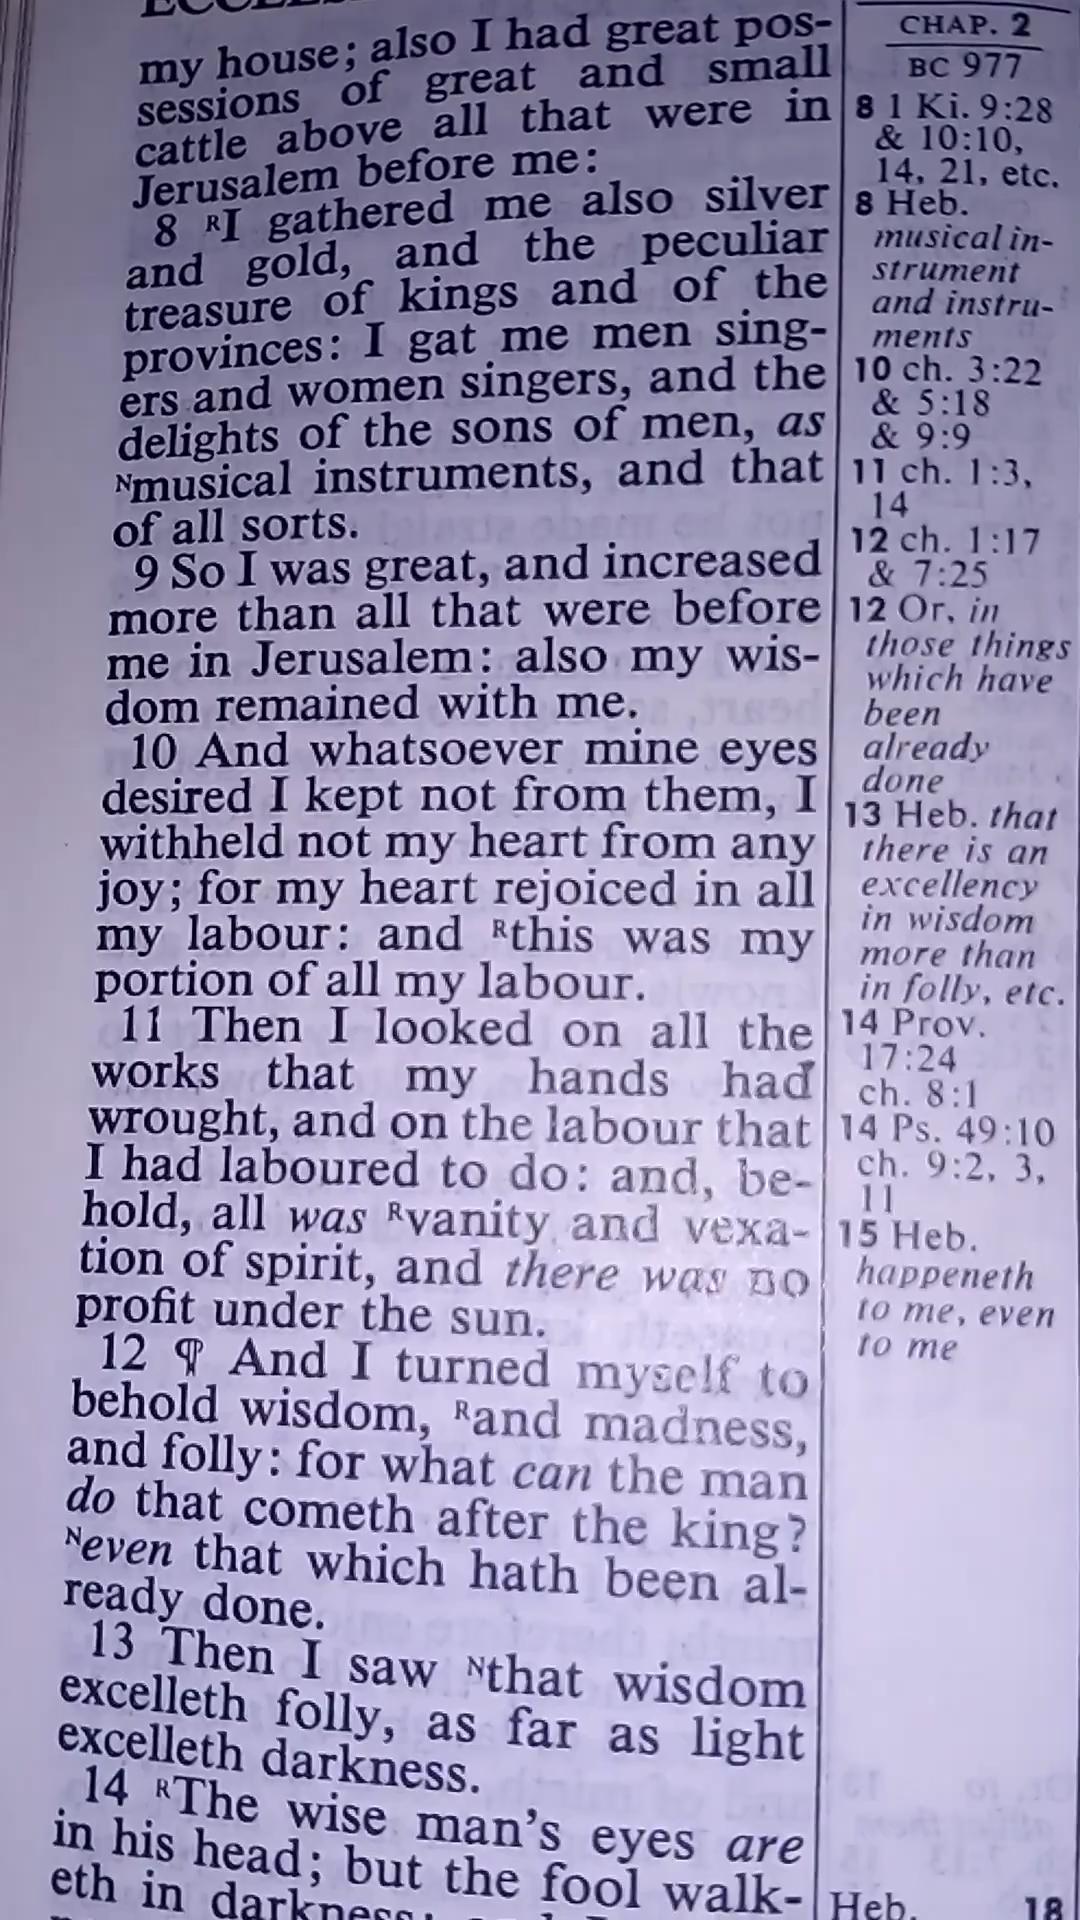 my house; also I had great pos-
sessions of great and small
cattle above all that were in
Jerusalem before me:
8 ᴿI gathered me also silver
and gold, and the peculiar
treasure of kings and of the
provinces: I gat me men sing-
ers and women singers, and the
delights of the sons of men, as
ᴺmusical instruments, and that
of all sorts.
9 So I was great, and increased
more than all that were before
me in Jerusalem: also my wis-
dom remained with me.
10 And whatsoever mine eyes
desired I kept not from them, I
withheld not my heart from any
joy; for my heart rejoiced in all
my labour: and ᴿthis was my
portion of all my labour.
11 Then I looked on all the
works that my hands had
wrought, and on the labour that
I had laboured to do: and, be-
hold, all was ᴿvanity and vexa-
tion of spirit, and there was no
profit under the sun.
12 ¶ And I turned myself to
behold wisdom, ᴿand madness,
and folly: for what can the man
do that cometh after the king?
ᴺeven that which hath been al-
ready done.
13 Then I saw ᴺthat wisdom
excelleth folly, as far as light
excelleth darkness.
14 ᴿThe wise man's eyes are
in his head; but the fool walk-
eth in darkness:
CHAP. 2
BC 977
8 1 Ki. 9:28
& 10:10,
14, 21, etc.
8 Heb.
musical in-
strument
and instru-
ments
10 ch. 3:22
& 5:18
& 9:9
11 ch. 1:3,
14
12 ch. 1:17
& 7:25
12 Or, in
those things
which have
been
already
done
13 Heb. that
there is an
excellency
in wisdom
more than
in folly, etc.
14 Prov.
17:24
ch. 8:1
14 Ps. 49:10
ch. 9:2, 3,
11
15 Heb.
happeneth
to me, even
to me
Heb. 18